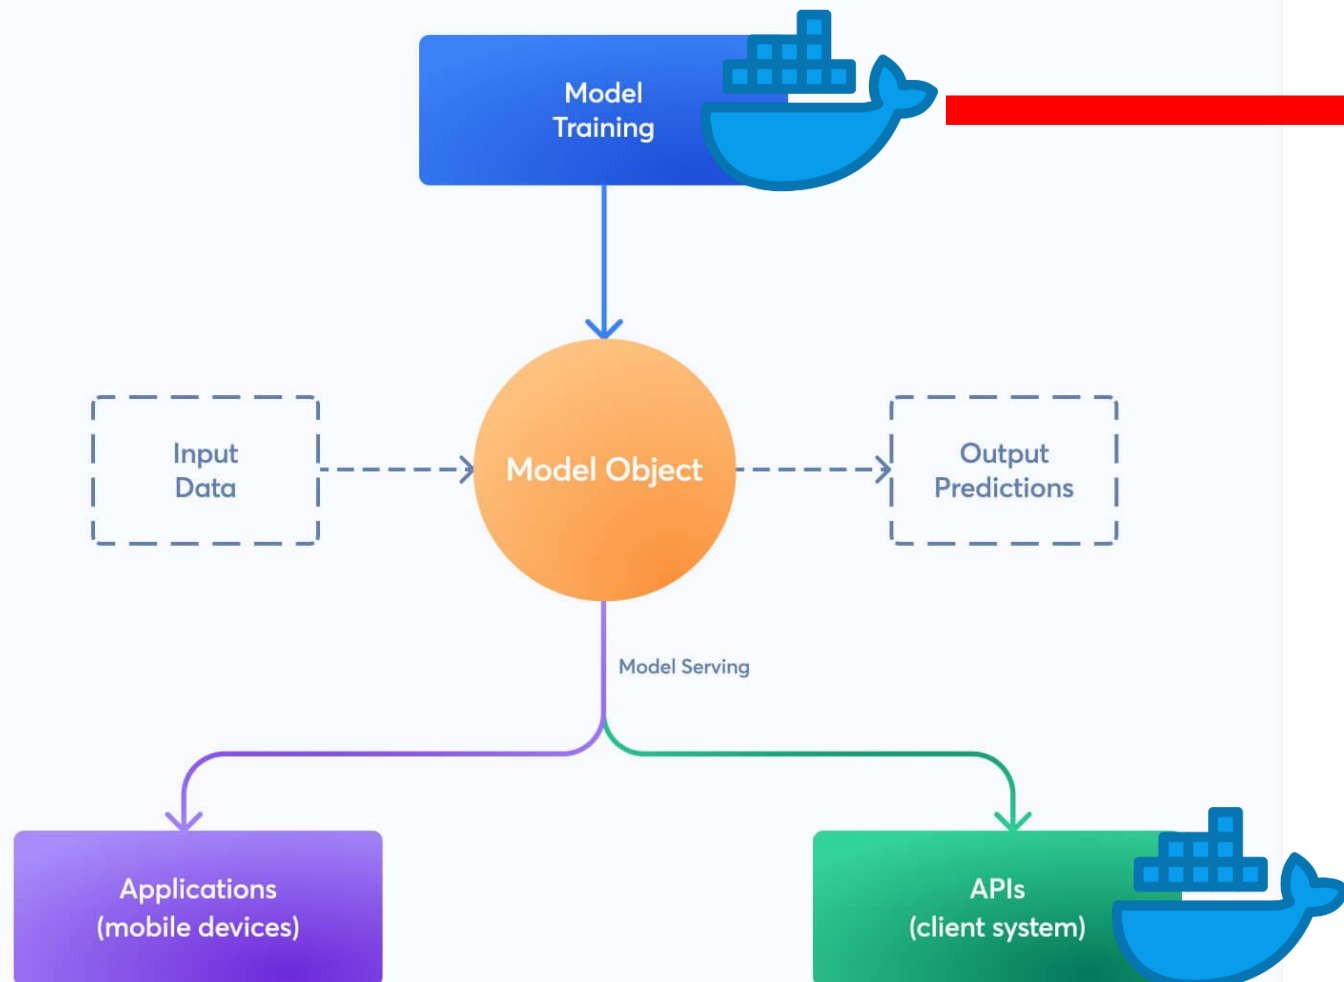 Model
Training
Input
Data
Model Object
Output
Predictions
Model Serving
Applications
(mobile devices)
APIs
(client system)